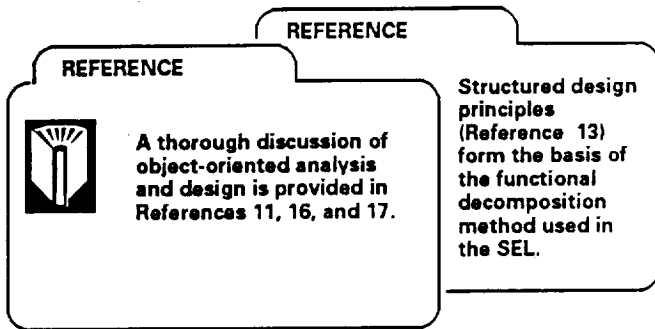 REFERENCE
A thorough discussion of
object-oriented analysis
and design is provided in
References 11, 16, and 17.
REFERENCE
Structured design
principles
(Reference 13)
form the basis of
the functional
decomposition
method used in
the SEL.